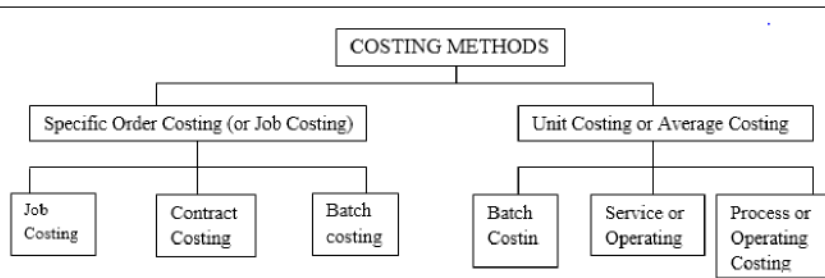 COSTING METHODS
Specific Order Costing (or Job Costing)
Unit Costing or Average Costing
Job
Costing
Contract
Costing
Batch
costing
Batch
Costin
Service or
Operating
Process or
Operating
Costing